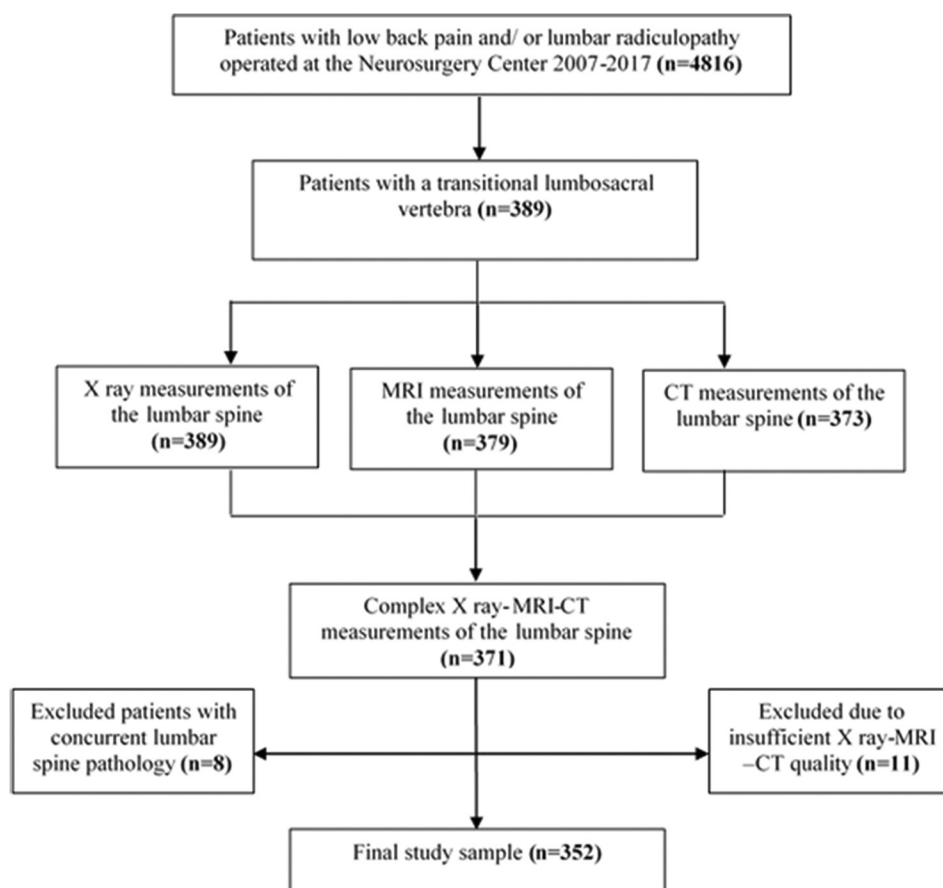 Patients with low back pain and/ or lumbar radiculopathy
operated at the Neurosurgery Center 2007-2017 (n=4816)
Patients with a transitional lumbosacral
vertebra (n=389)
X ray measurements of
the lumbar spine
(n=389)
MRI measurements of
the lumbar spine
(n=379)
CT measurements of the
lumbar spine (n=373)
Complex X ray-MRI-CT
measurements of the lumbar spine
(n=371)
Excluded patients with
concurrent lumbar
spine pathology (n=8)
Excluded due to
insufficient X ray-MRI
–CT quality (n=11)
Final study sample (n=352)